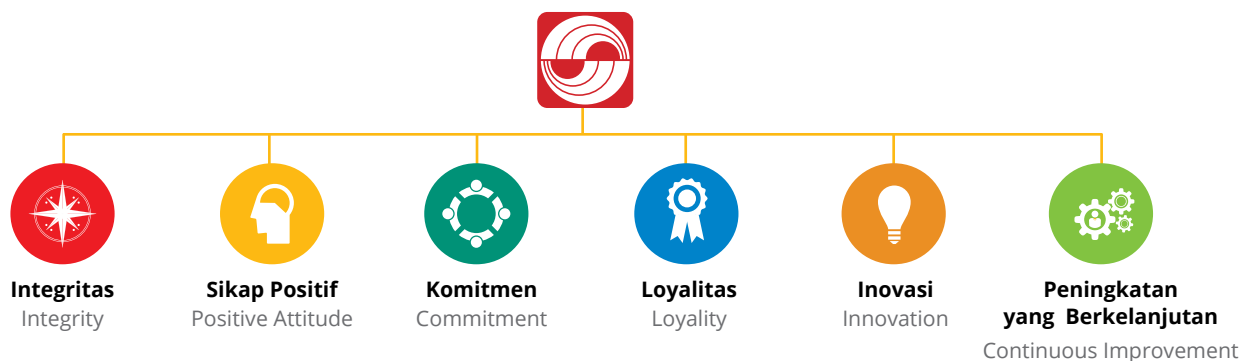 Integritas
Integrity
Sikap Positif
Positive Attitude
Komitmen
Commitment
Loyalitas
Loyality
Inovasi
Innovation
Peningkatan
yang Berkelanjutan
Continuous Improvement